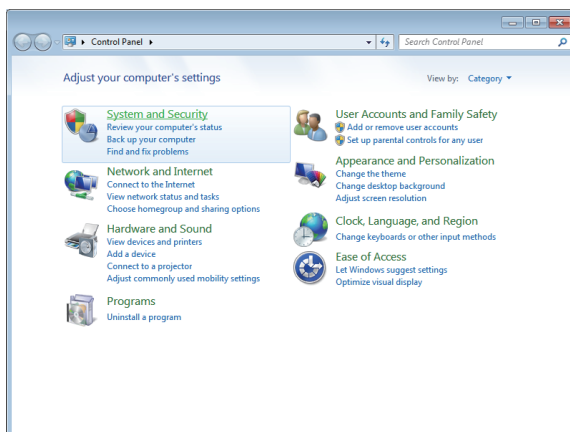 Control Panel
Search Control Panel
Adjust your computer's settings
View by: Category
System and Security
Review your computer's status
Back up your computer
Find and fix problems
Network and Internet
Connect to the Internet
View network status and tasks
Choose homegroup and sharing options
Hardware and Sound
View devices and printers
Add a device
Connect to a projector
Adjust commonly used mobility settings
Programs
Uninstall a program
User Accounts and Family Safety
Add or remove user accounts
Set up parental controls for any user
Appearance and Personalization
Change the theme
Change desktop background
Adjust screen resolution
Clock, Language, and Region
Change keyboards or other input methods
Ease of Access
Let Windows suggest settings
Optimize visual display